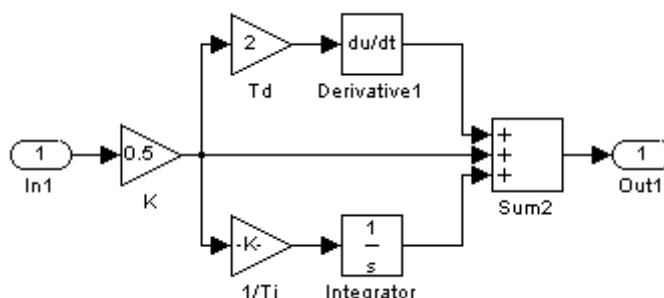 2
du/dt
Td
Derivative1
1
0.5
+
+
+
1
In1
K
Sum2
Out1
-K-
1
s
1/Ti
Integrator